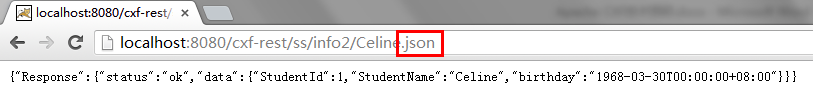 localhost:8080/cxf-rest/
localhost:8080/cxf-rest/ss/info2/Celine.json
{"Response":{"status":"ok","data":{"StudentId":1,"StudentName":"Celine","birthday":"1968-03-30T00:00:00+08:00"}}}